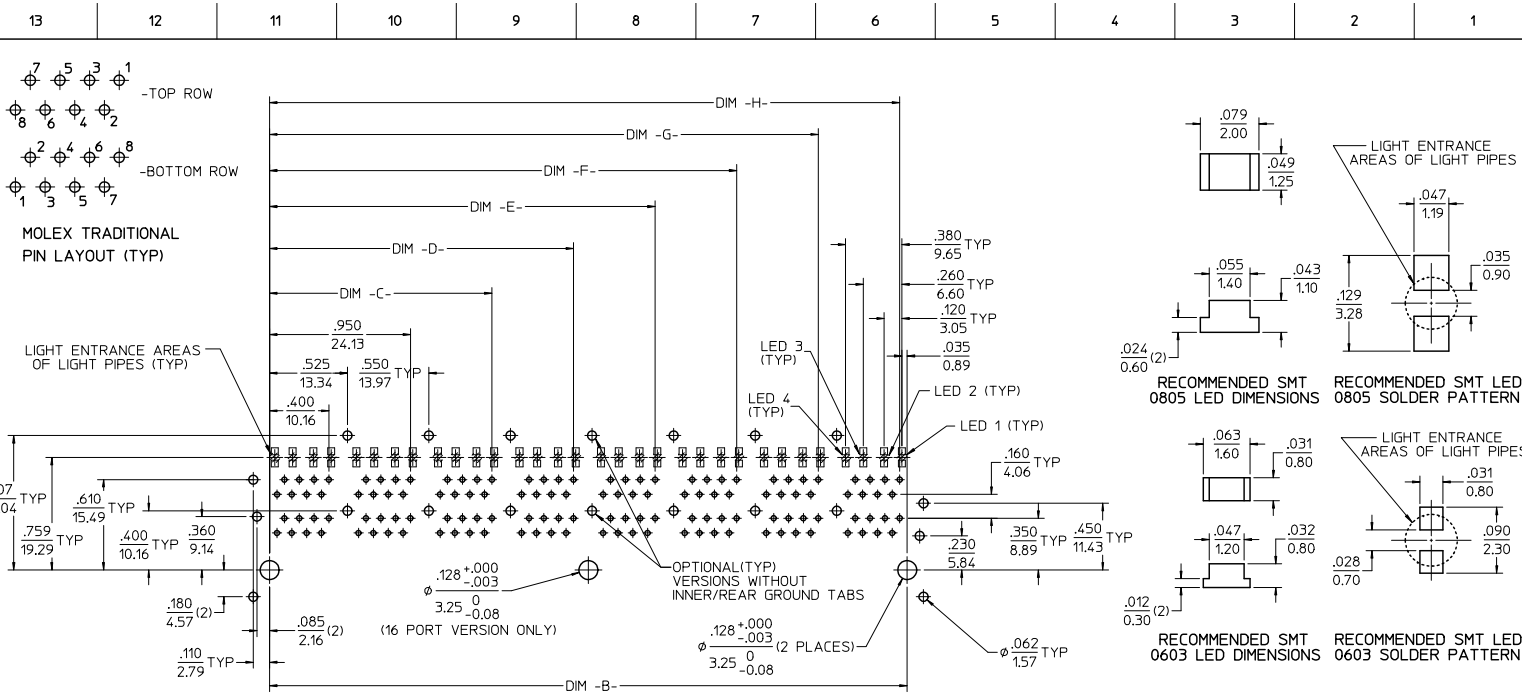 13 12 11 10 9 8 7 6 5 4 3 2 1
7 5 3 1
-TOP ROW
8 6 4 2
2 4 6 8
-BOTTOM ROW
1 3 5 7
MOLEX TRADITIONAL
PIN LAYOUT (TYP)
DIM -H-
DIM -G-
DIM -F-
DIM -E-
DIM -D-
DIM -C-
.950
24.13
.525
13.34
.550
13.97 TYP
.400
10.16
LIGHT ENTRANCE AREAS
OF LIGHT PIPES (TYP)
.380
9.65 TYP
.260
6.60 TYP
.120
3.05 TYP
.035
0.89
LED 3
(TYP)
LED 4
(TYP)
LED 2 (TYP)
LED 1 (TYP)
.160
4.06 TYP
07
04 TYP
.759
19.29 TYP
.610
15.49 TYP
.400
10.16 TYP
.360
9.14
.230
5.84
.350
8.89 TYP
.450
11.43 TYP
.180
4.57 (2)
.085
2.16 (2)
.110
2.79 TYP
⌀ .128 +.000
-.003
3.25 0
-0.08
(16 PORT VERSION ONLY)
OPTIONAL(TYP)
VERSIONS WITHOUT
INNER/REAR GROUND TABS
⌀ .128 +.000
-.003 (2 PLACES)
3.25 0
-0.08
⌀ .062
1.57 TYP
DIM -B-
.079
2.00
.049
1.25
.055
1.40
.043
1.10
.024
0.60 (2)
RECOMMENDED SMT
0805 LED DIMENSIONS
LIGHT ENTRANCE
AREAS OF LIGHT PIPES
.047
1.19
.035
0.90
.129
3.28
RECOMMENDED SMT LED
0805 SOLDER PATTERN
.063
1.60
.031
0.80
.047
1.20
.032
0.80
.012
0.30 (2)
RECOMMENDED SMT
0603 LED DIMENSIONS
LIGHT ENTRANCE
AREAS OF LIGHT PIPES
.031
0.80
.090
2.30
.028
0.70
RECOMMENDED SMT LED
0603 SOLDER PATTERN